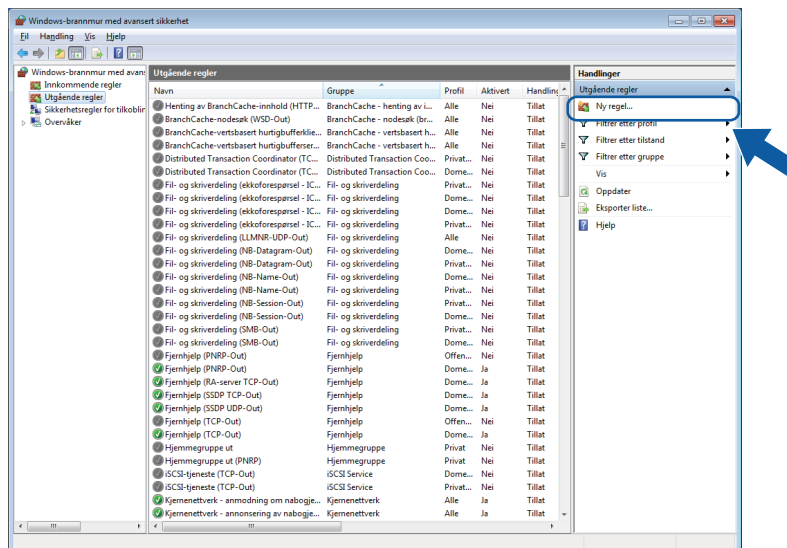 Windows-brannmur med avansert sikkerhet
Fil Handling Vis Hjelp
Windows-brannmur med avans
Innkommende regler
Utgående regler
Sikkerhetsregler for tilkoblin
Overvåker
Utgående regler
Navn Gruppe Profil Aktivert Handling
Henting av BranchCache-innhold (HTTP... BranchCache - henting av i... Alle Nei Tillat
BranchCache-nodesøk (WSD-Out) BranchCache - nodesøk (br... Alle Nei Tillat
BranchCache-vertsbasert hurtigbufferklie... BranchCache - vertsbasert h... Alle Nei Tillat
BranchCache-vertsbasert hurtigbufferser... BranchCache - vertsbasert h... Alle Nei Tillat
Distributed Transaction Coordinator (TC... Distributed Transaction Coo... Privat... Nei Tillat
Distributed Transaction Coordinator (TC... Distributed Transaction Coo... Dome... Nei Tillat
Fil- og skriverdeling (ekkoforespørsel - IC... Fil- og skriverdeling Privat... Nei Tillat
Fil- og skriverdeling (ekkoforespørsel - IC... Fil- og skriverdeling Dome... Nei Tillat
Fil- og skriverdeling (ekkoforespørsel - IC... Fil- og skriverdeling Dome... Nei Tillat
Fil- og skriverdeling (ekkoforespørsel - IC... Fil- og skriverdeling Privat... Nei Tillat
Fil- og skriverdeling (LLMNR-UDP-Out) Fil- og skriverdeling Alle Nei Tillat
Fil- og skriverdeling (NB-Datagram-Out) Fil- og skriverdeling Dome... Nei Tillat
Fil- og skriverdeling (NB-Datagram-Out) Fil- og skriverdeling Privat... Nei Tillat
Fil- og skriverdeling (NB-Name-Out) Fil- og skriverdeling Dome... Nei Tillat
Fil- og skriverdeling (NB-Name-Out) Fil- og skriverdeling Privat... Nei Tillat
Fil- og skriverdeling (NB-Session-Out) Fil- og skriverdeling Privat... Nei Tillat
Fil- og skriverdeling (NB-Session-Out) Fil- og skriverdeling Dome... Nei Tillat
Fil- og skriverdeling (SMB-Out) Fil- og skriverdeling Privat... Nei Tillat
Fil- og skriverdeling (SMB-Out) Fil- og skriverdeling Dome... Nei Tillat
Fjernhjelp (PNRP-Out) Fjernhjelp Offen... Nei Tillat
Fjernhjelp (PNRP-Out) Fjernhjelp Dome... Ja Tillat
Fjernhjelp (RA-server TCP-Out) Fjernhjelp Dome... Ja Tillat
Fjernhjelp (SSDP TCP-Out) Fjernhjelp Dome... Ja Tillat
Fjernhjelp (SSDP UDP-Out) Fjernhjelp Dome... Ja Tillat
Fjernhjelp (TCP-Out) Fjernhjelp Offen... Nei Tillat
Fjernhjelp (TCP-Out) Fjernhjelp Dome... Ja Tillat
Hjemmegruppe ut Hjemmegruppe Privat Nei Tillat
Hjemmegruppe ut (PNRP) Hjemmegruppe Privat Nei Tillat
iSCSI-tjeneste (TCP-Out) iSCSI Service Dome... Nei Tillat
iSCSI-tjeneste (TCP-Out) iSCSI Service Privat... Nei Tillat
Kjernenettverk - anmodning om nabogje... Kjernenettverk Alle Ja Tillat
Kjernenettverk - annonsering av nabogje... Kjernenettverk Alle Ja Tillat
Handlinger
Utgående regler
Ny regel...
Filtrer etter profil
Filtrer etter tilstand
Filtrer etter gruppe
Vis
Oppdater
Eksporter liste...
Hjelp